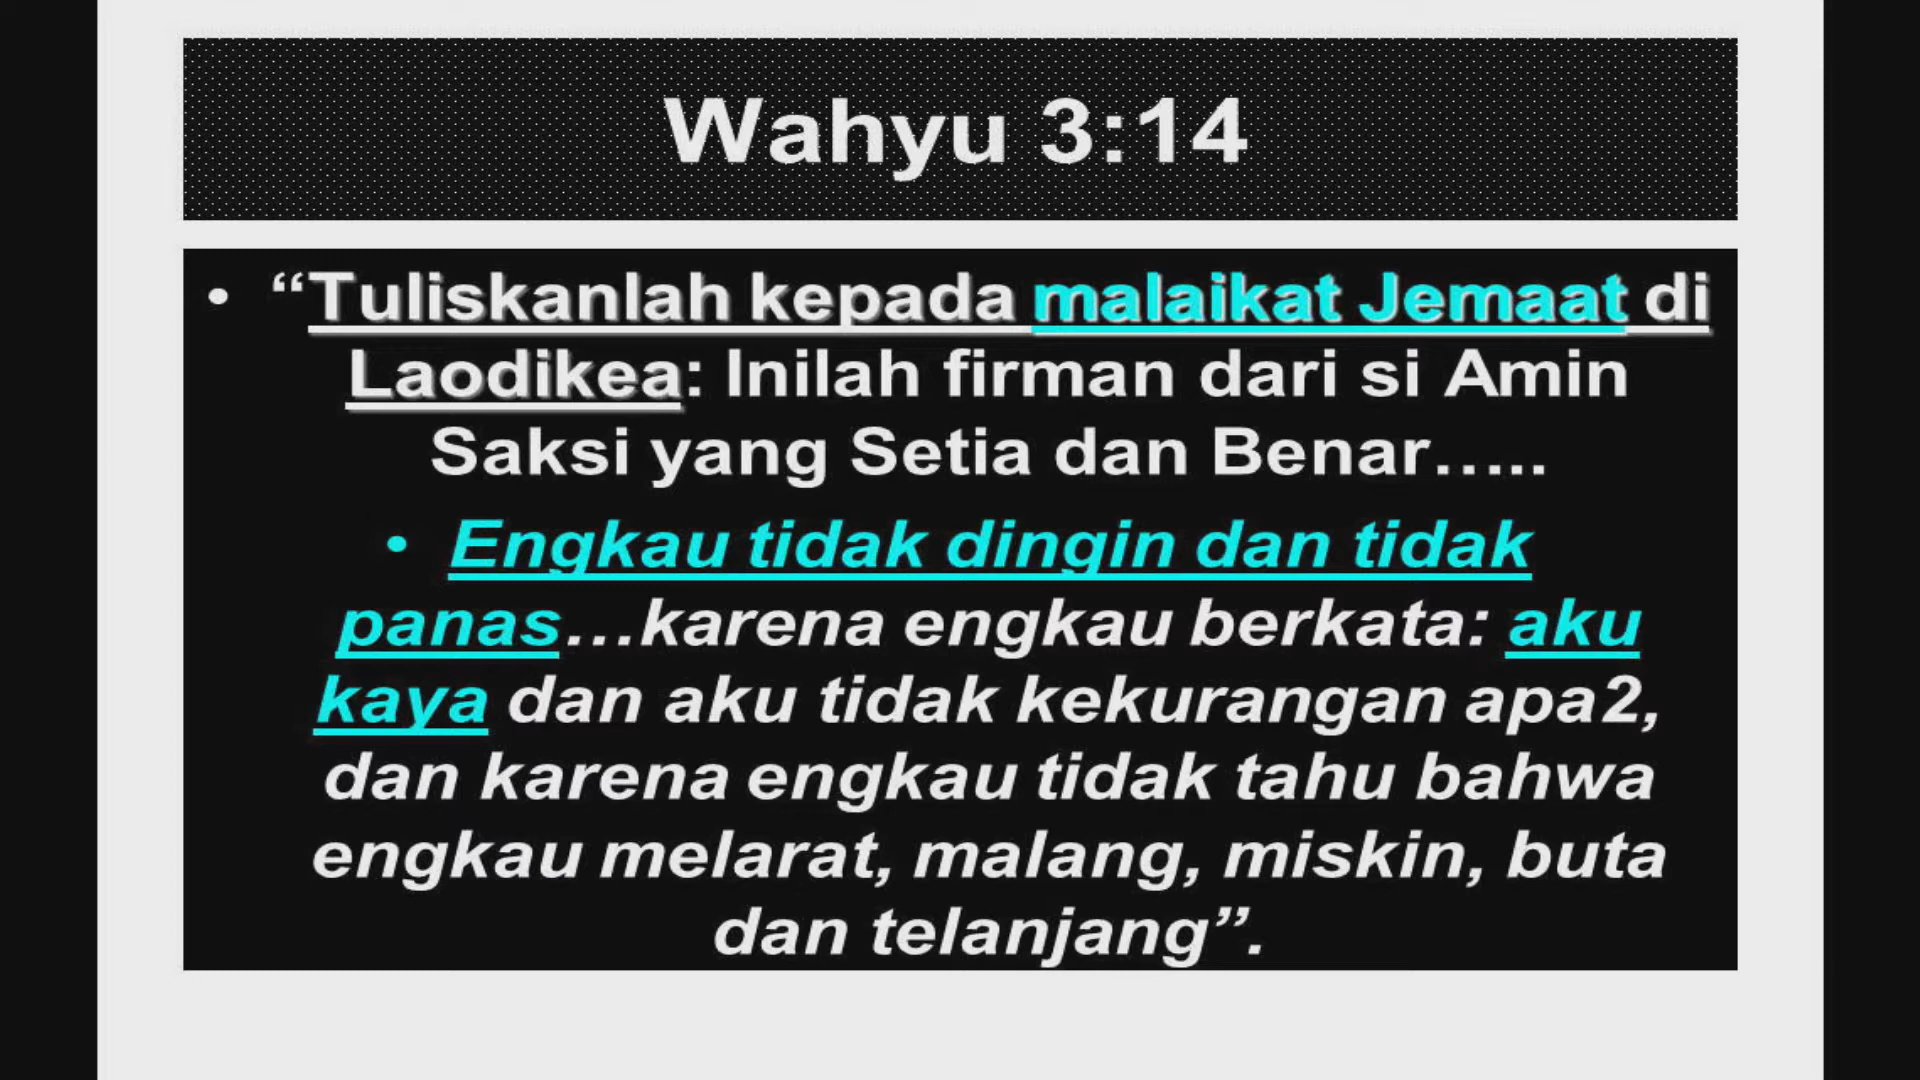 Wahyu 3:14
• “Tuliskanlah kepada malaikat Jemaat di
Laodikea: Inilah firman dari si Amin
Saksi yang Setia dan Benar…..
• Engkau tidak dingin dan tidak
panas…karena engkau berkata: aku
kaya dan aku tidak kekurangan apa2,
dan karena engkau tidak tahu bahwa
engkau melarat, malang, miskin, buta
dan telanjang”.